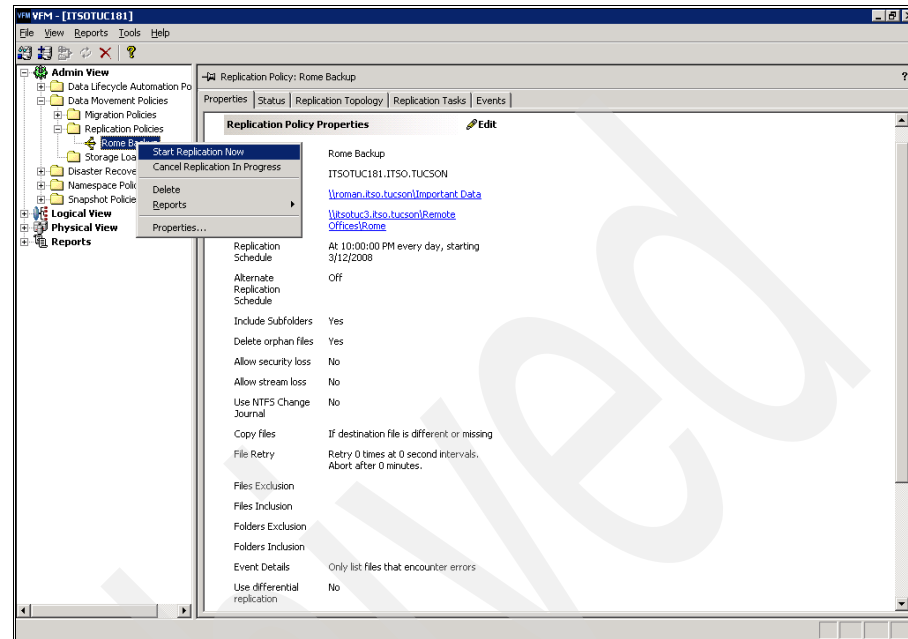 VFM VFM - [ITSOTUC181]
File View Reports Tools Help
Admin View
Data Lifecycle Automation Po
Data Movement Policies
Migration Policies
Replication Policies
Rome Backup
Storage Loa
Disaster Recove
Namespace Polic
Snapshot Policie
Logical View
Physical View
Reports
Start Replication Now
Cancel Replication In Progress
Delete
Reports
Properties...
Replication Policy: Rome Backup
?
Properties Status Replication Topology Replication Tasks Events
Replication Policy Properties Edit
Rome Backup
ITSOTUC181.ITSO.TUCSON
\\roman.itso.tucson\Important Data
\\itsotuc3.itso.tucson\Remote
Offices\Rome
Replication At 10:00:00 PM every day, starting
Schedule 3/12/2008
Alternate Off
Replication
Schedule
Include Subfolders Yes
Delete orphan files Yes
Allow security loss No
Allow stream loss No
Use NTFS Change No
Journal
Copy files If destination file is different or missing
File Retry Retry 0 times at 0 second intervals.
Abort after 0 minutes.
Files Exclusion
Files Inclusion
Folders Exclusion
Folders Inclusion
Event Details Only list files that encounter errors
Use differential No
replication